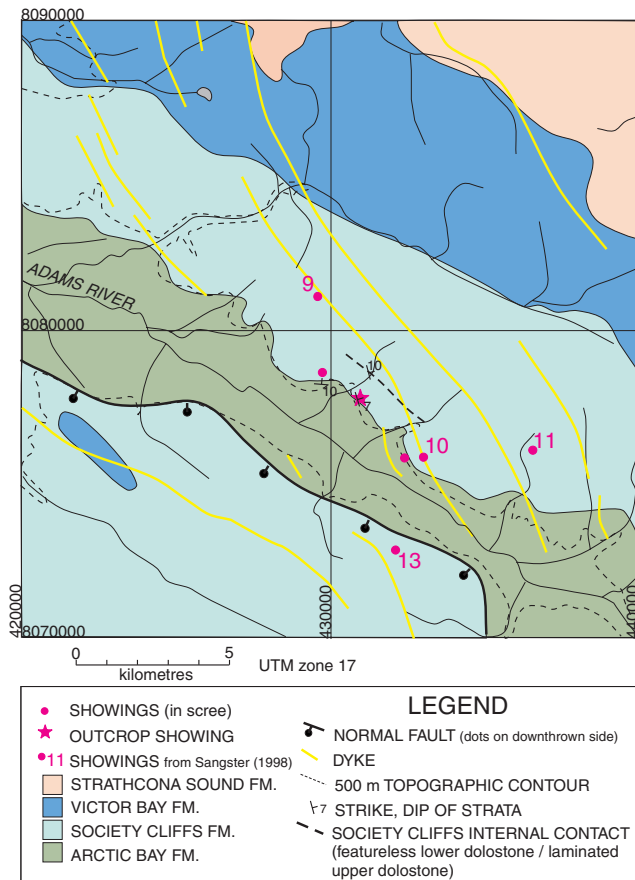 8090000
ADAMS RIVER
9
8080000
10
10
7
10
11
13
420000
430000
440000
8070000
0 5
kilometres
UTM zone 17
LEGEND
SHOWINGS (in scree)
OUTCROP SHOWING
11 SHOWINGS from Sangster (1998)
STRATHCONA SOUND FM.
VICTOR BAY FM.
SOCIETY CLIFFS FM.
ARCTIC BAY FM.
NORMAL FAULT (dots on downthrown side)
DYKE
500 m TOPOGRAPHIC CONTOUR
7 STRIKE, DIP OF STRATA
SOCIETY CLIFFS INTERNAL CONTACT
(featureless lower dolostone / laminated
upper dolostone)